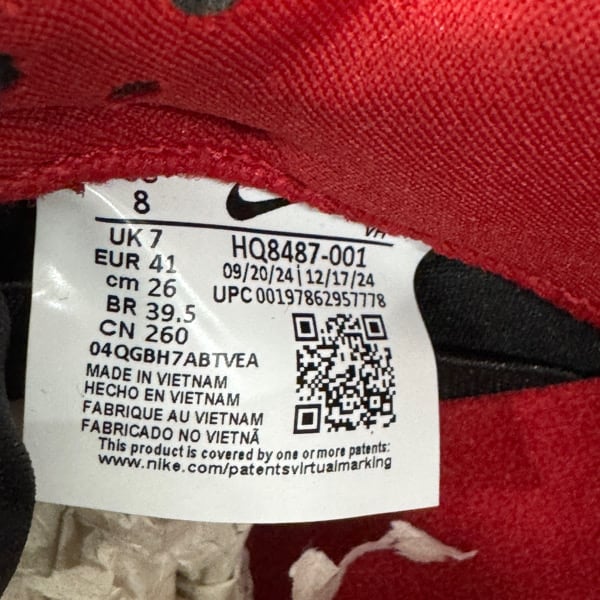 8
UK 7
EUR 41
cm 26
BR 39.5
CN 260
04QGBH7ABTVEA
VH
HQ8487-001
09/20/24 | 12/17/24
UPC 00197862957778
MADE IN VIETNAM
HECHO EN VIETNAM
FABRIQUE AU VIETNAM
FABRICADO NO VIETNÃ
This product is covered by one or more patents:
www.nike.com/patentsvirtualmarking